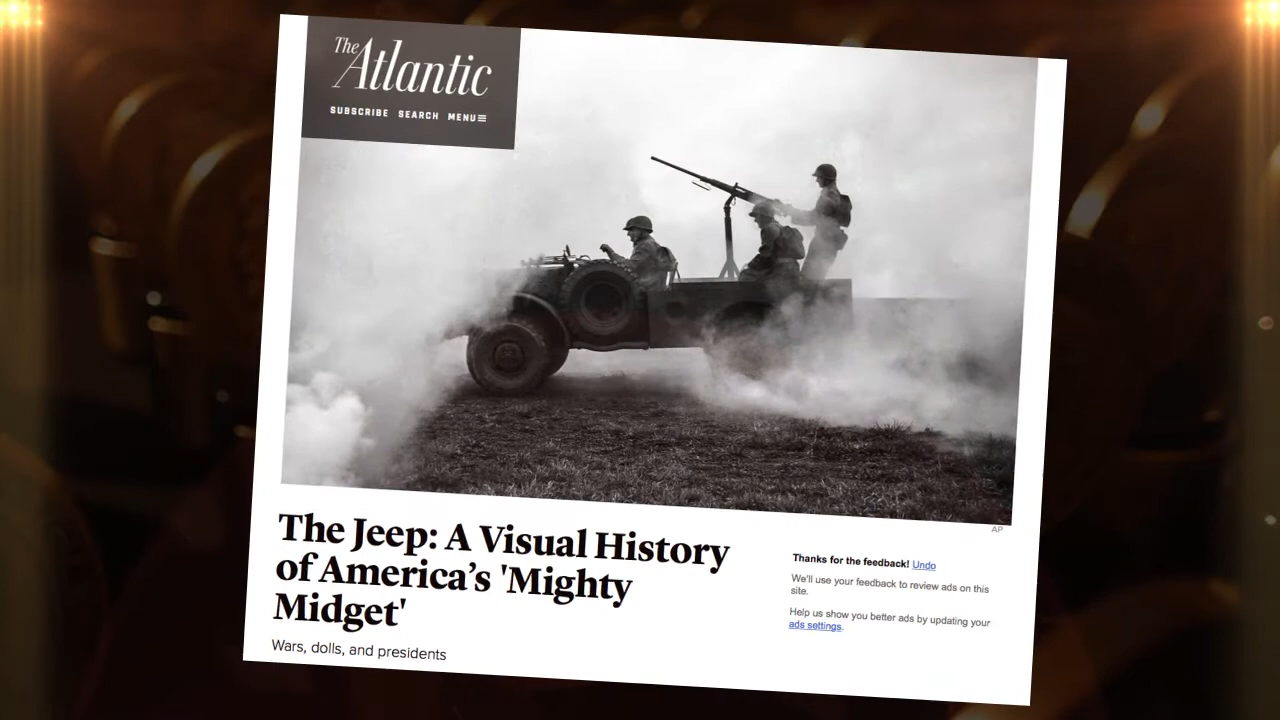 The Atlantic
SUBSCRIBE SEARCH MENU
AP
The Jeep: A Visual History
of America’s 'Mighty
Midget'
Wars, dolls, and presidents
Thanks for the feedback! Undo
We'll use your feedback to review ads on this
site.
Help us show you better ads by updating your
ads settings.